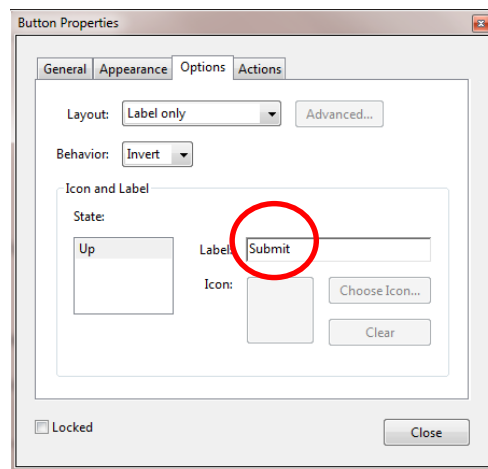 Button Properties
General Appearance Options Actions
Layout: Label only Advanced...
Behavior: Invert
Icon and Label
State:
Up
Label: Submit
Icon: Choose Icon...
Clear
Locked
Close